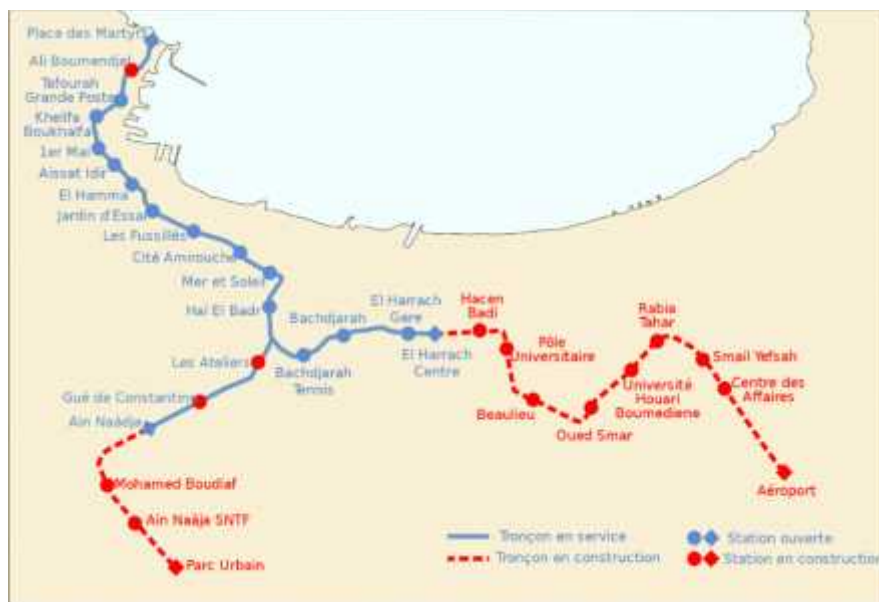 Place des Martyrs
Ali Boumendjel
Tafourah
Grande Poste
Khelifa
Boukhalfa
1er Mai
Aissat Idir
El Hamma
Jardin d'Essai
Les Fussillés
Cité Amirouche
Mer et Soleil
Hai El Badr
Bachdjarah
El Harrach
Gare
Hacen
Badi
Rabia
Tahar
Pôle
Universitaire
Smail Yefsah
Les Ateliers
Bachdjarah
Tennis
El Harrach
Centre
Centre des
Affaires
Université
Houari
Boumediene
Gué de Constantine
Beaulieu
Oued Smar
Ain Naâdja
Mohamed Boudiaf
Aéroport
Ain Naâja SNTF
Parc Urbain
Tronçon en service
Station ouverte
Tronçon en construction
Station en construction